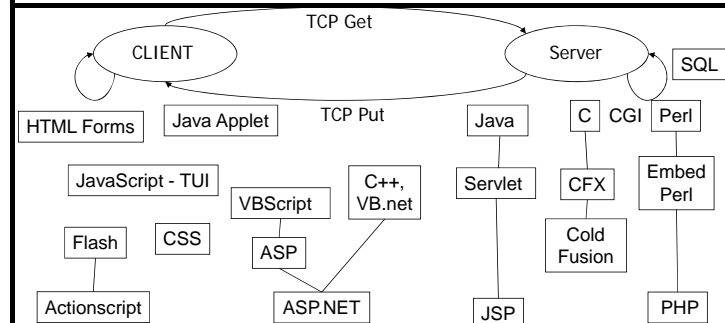 TCP Get
CLIENT
Server
SQL
TCP Put
HTML Forms
Java Applet
Java
C
CGI
Perl
JavaScript - TUI
VBScript
C++,
VB.net
Servlet
CFX
Embed
Perl
Flash
CSS
ASP
Cold
Fusion
Actionscript
ASP.NET
JSP
PHP